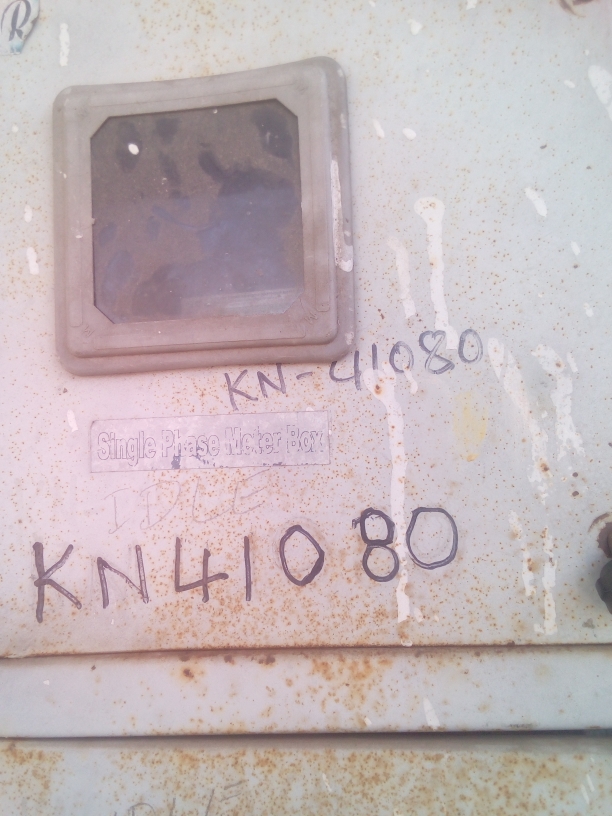 R
KN-41080
Single Phase Meter Box
IDLE
KN41080